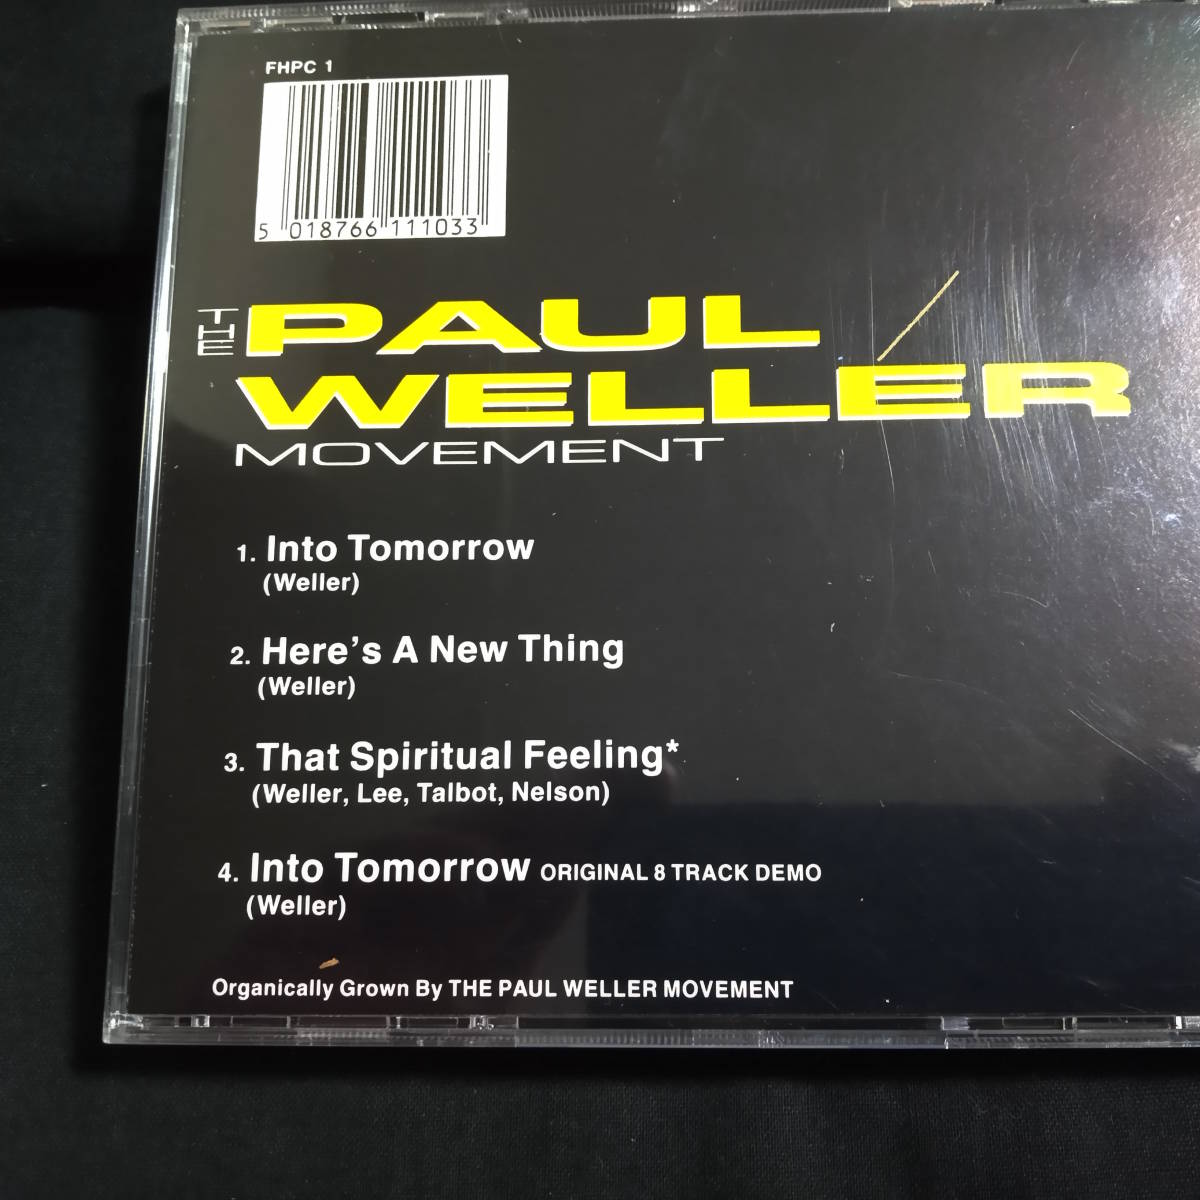 FHPC 1
5 018766 111033
THE
PAUL
WELLER
MOVEMENT
1. Into Tomorrow
(Weller)
2. Here's A New Thing
(Weller)
3. That Spiritual Feeling*
(Weller, Lee, Talbot, Nelson)
4. Into Tomorrow ORIGINAL 8 TRACK DEMO
(Weller)
Organically Grown By THE PAUL WELLER MOVEMENT